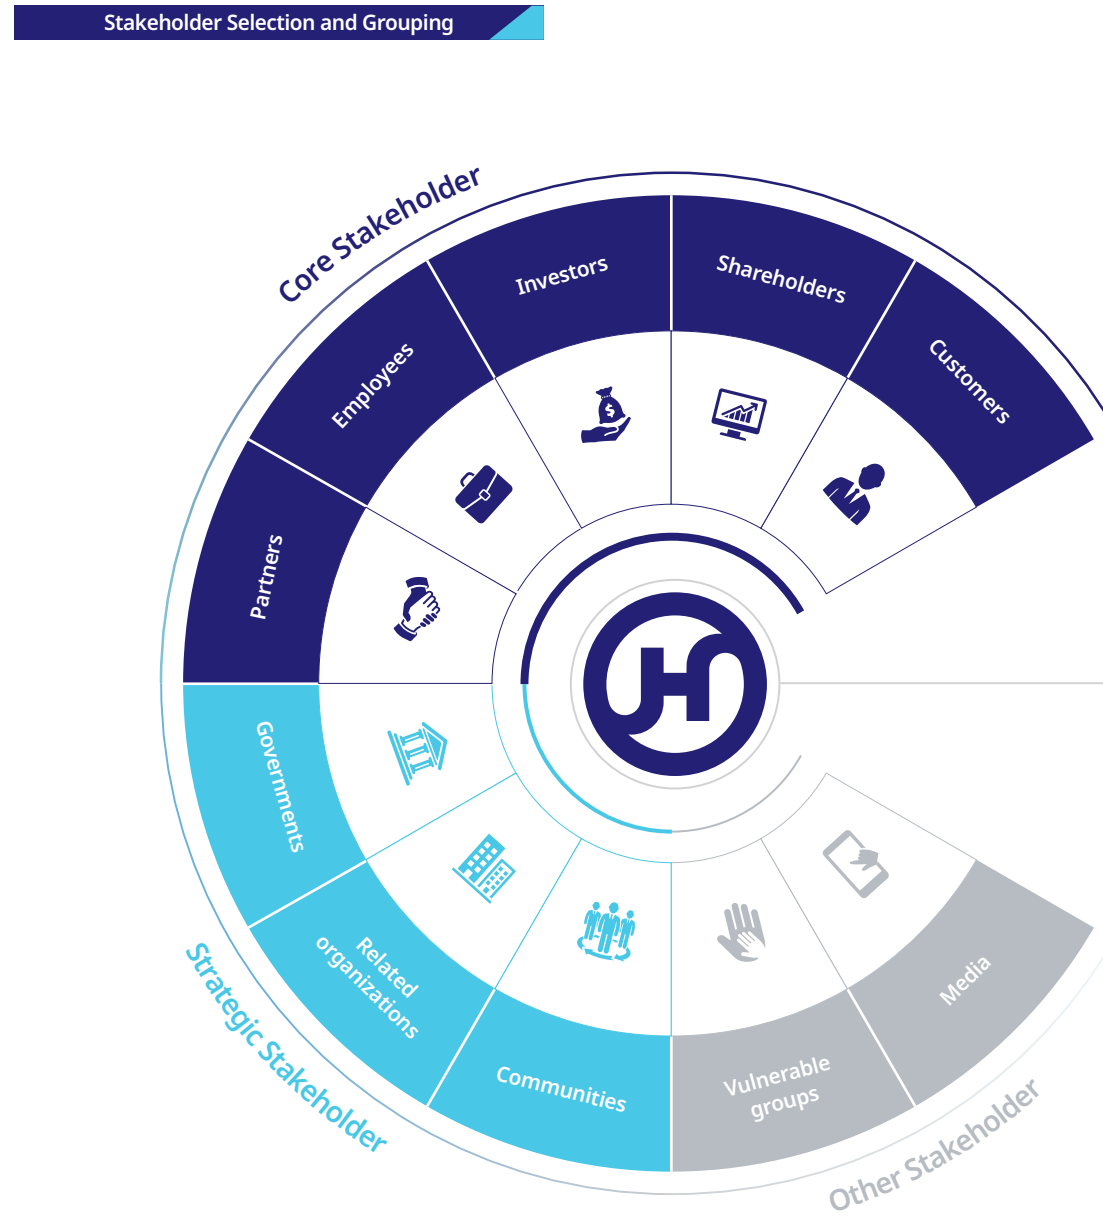 Stakeholder Selection and Grouping
Core Stakeholder
Customers
Shareholders
Investors
Employees
Partners
Strategic Stakeholder
Governments
Related
organizations
Communities
Other Stakeholder
Vulnerable
groups
Media
$
JH